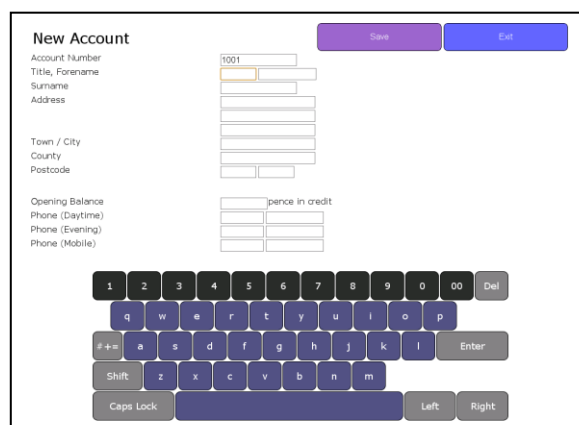 New Account
Save
Exit
Account Number
1001
Title, Forename
Surname
Address
Town / City
County
Postcode
Opening Balance
pence in credit
Phone (Daytime)
Phone (Evening)
Phone (Mobile)
1 2 3 4 5 6 7 8 9 0 00 Del
q w e r t y u i o p
#+= a s d f g h j k l Enter
Shift z x c v b n m
Caps Lock Left Right